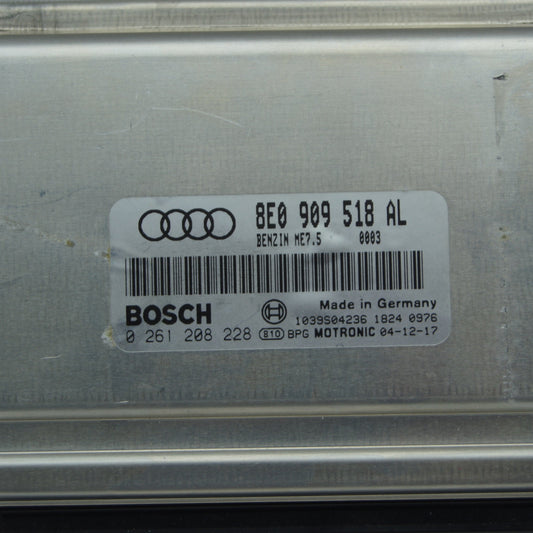 8E0 909 518 AL
BENZIN ME7.5 0003
BOSCH
Made in Germany
1039S04236 1824 0976
0 261 208 228 810 BPG MOTRONIC 04-12-17